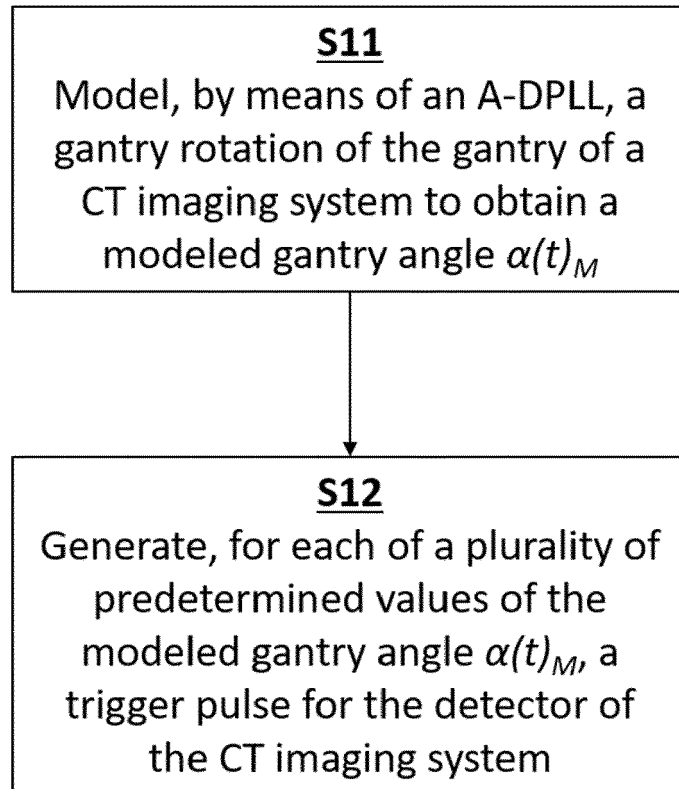 S11
Model, by means of an A-DPLL, a
gantry rotation of the gantry of a
CT imaging system to obtain a
modeled gantry angle α(t)M
S12
Generate, for each of a plurality of
predetermined values of the
modeled gantry angle α(t)M, a
trigger pulse for the detector of
the CT imaging system